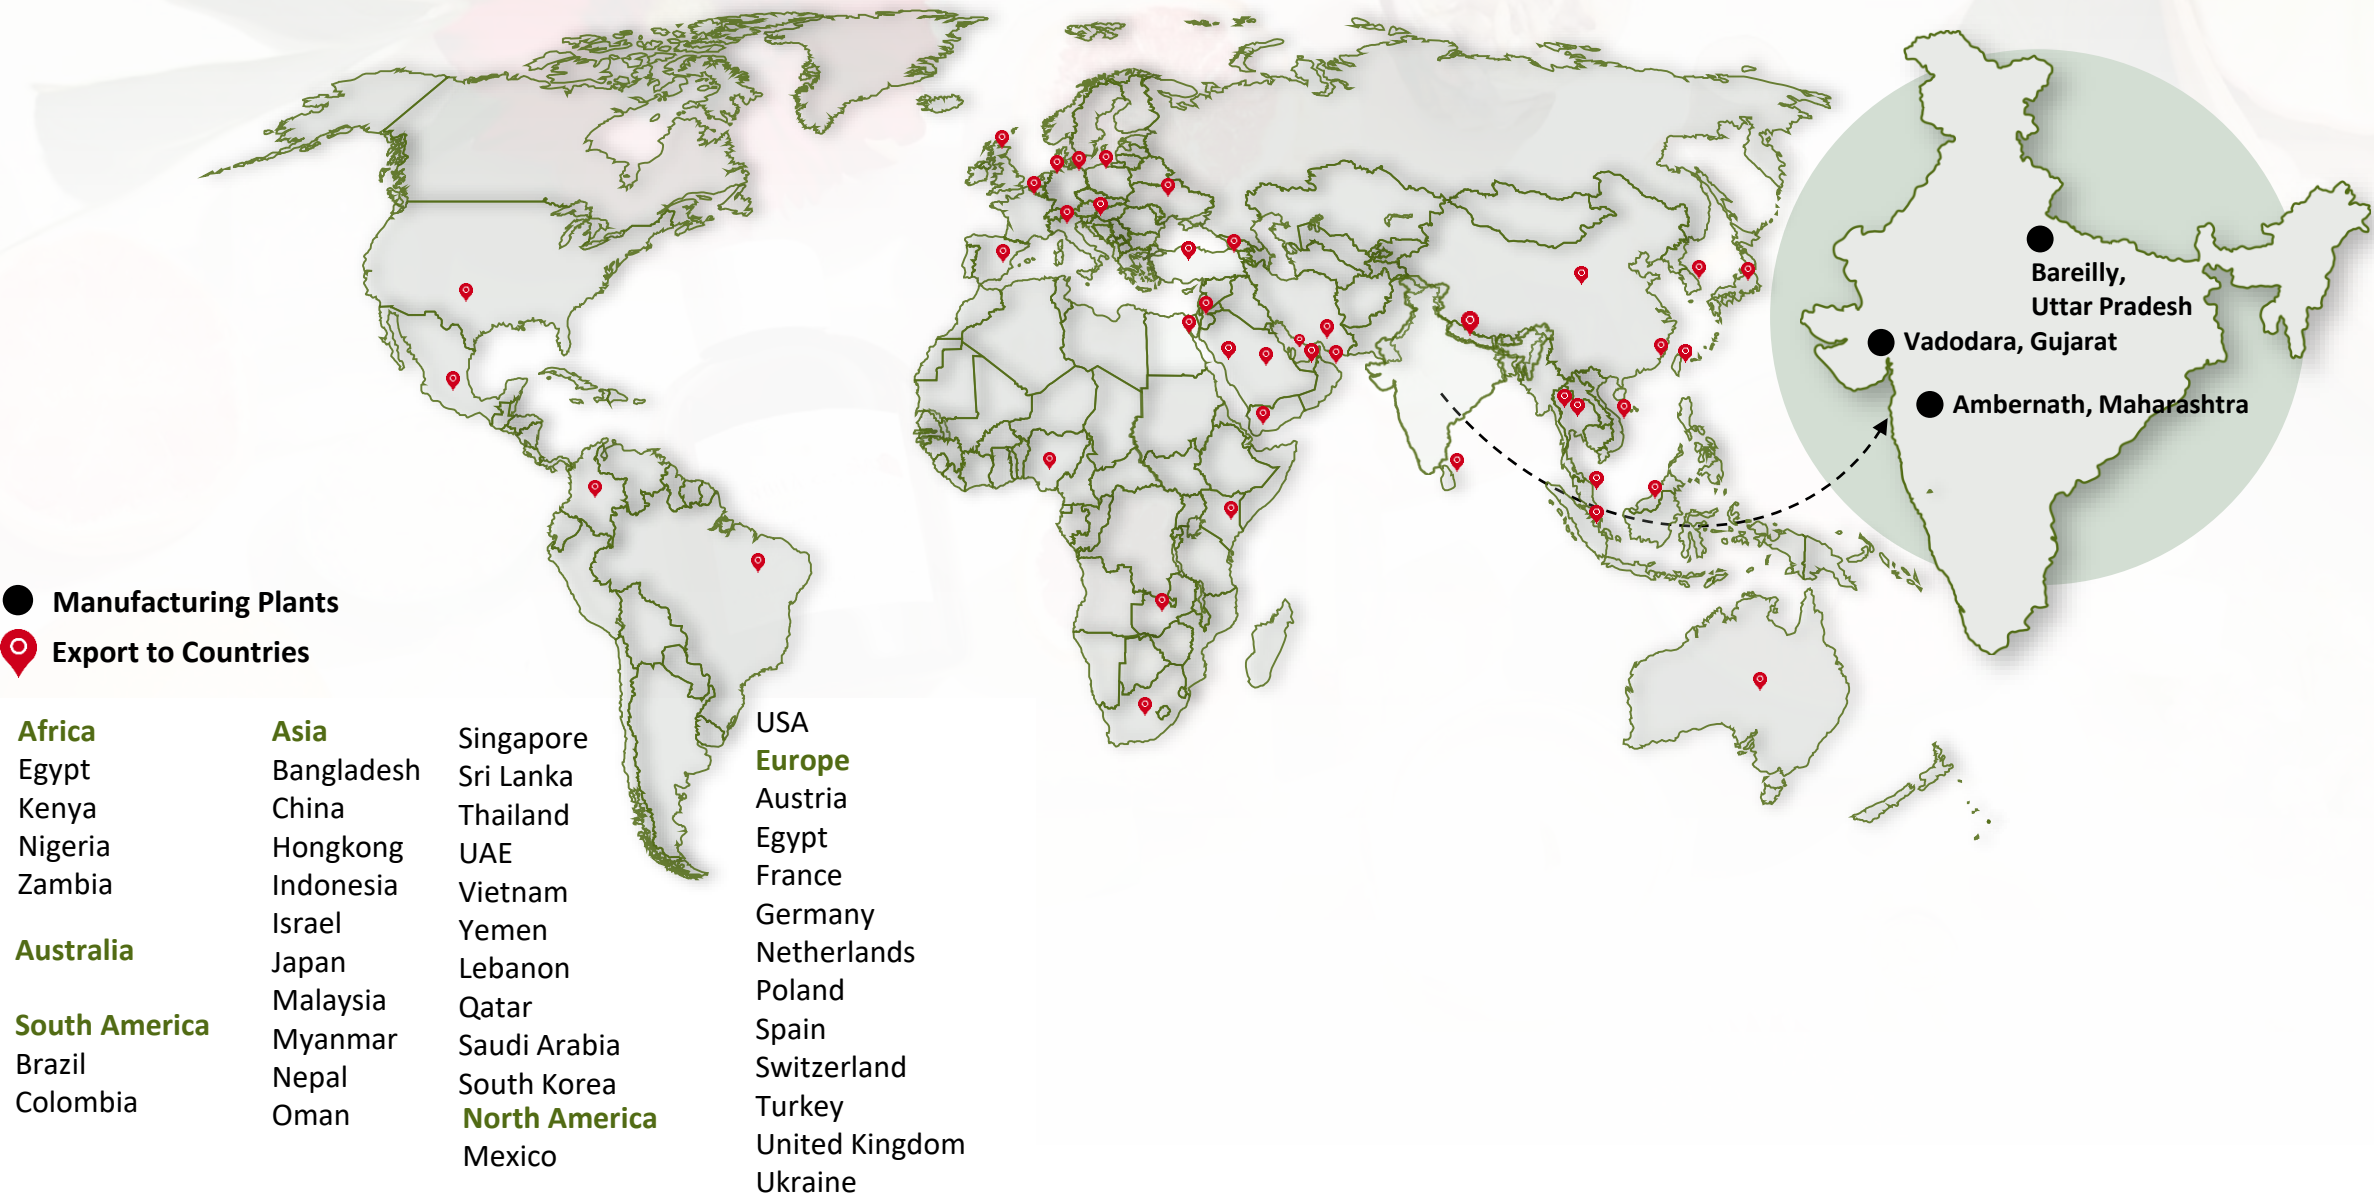 Bareilly,
Uttar Pradesh
Vadodara, Gujarat
Ambernath, Maharashtra
Manufacturing Plants
Export to Countries
Africa
Egypt
Kenya
Nigeria
Zambia
Australia
South America
Brazil
Colombia
Asia
Bangladesh
China
Hongkong
Indonesia
Israel
Japan
Malaysia
Myanmar
Nepal
Oman
Singapore
Sri Lanka
Thailand
UAE
Vietnam
Yemen
Lebanon
Qatar
Saudi Arabia
South Korea
North America
Mexico
USA
Europe
Austria
Egypt
France
Germany
Netherlands
Poland
Spain
Switzerland
Turkey
United Kingdom
Ukraine